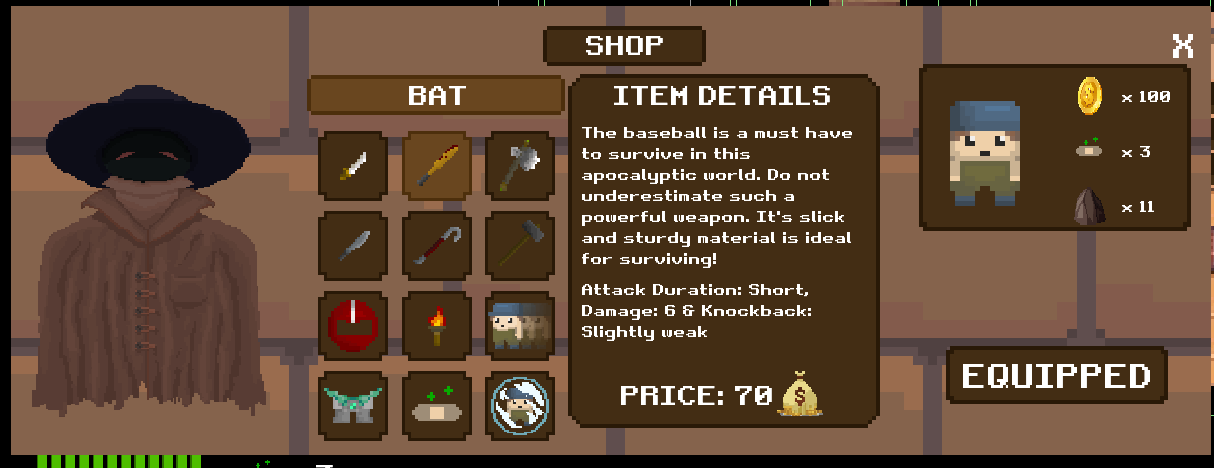 SHOP
X
BAT
ITEM DETAILS
The baseball is a must have
to survive in this
apocalyptic world. Do not
underestimate such a
powerful weapon. It's slick
and sturdy material is ideal
for surviving!
Attack Duration: Short,
Damage: 6 & Knockback:
Slightly weak
PRICE: 70
$
x 100
x 3
x 11
EQUIPPED